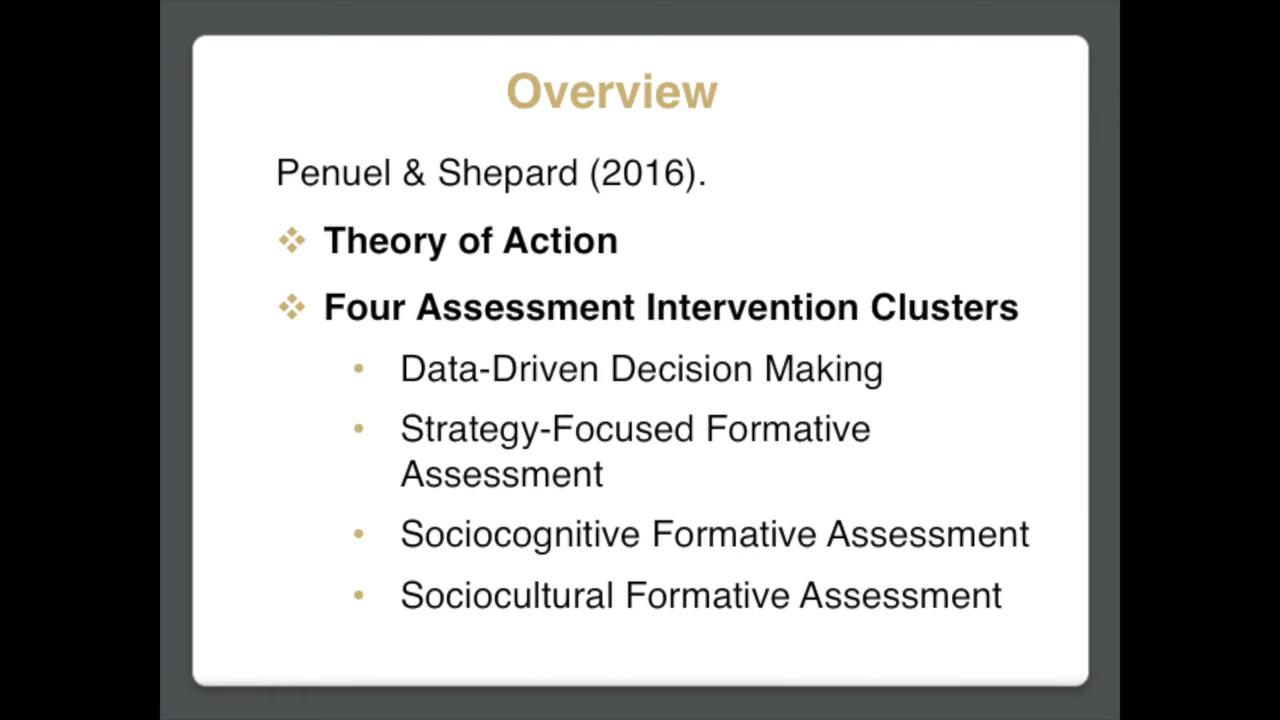 Overview
Penuel & Shepard (2016).
❖ Theory of Action
❖ Four Assessment Intervention Clusters
• Data-Driven Decision Making
• Strategy-Focused Formative
Assessment
• Sociocognitive Formative Assessment
• Sociocultural Formative Assessment